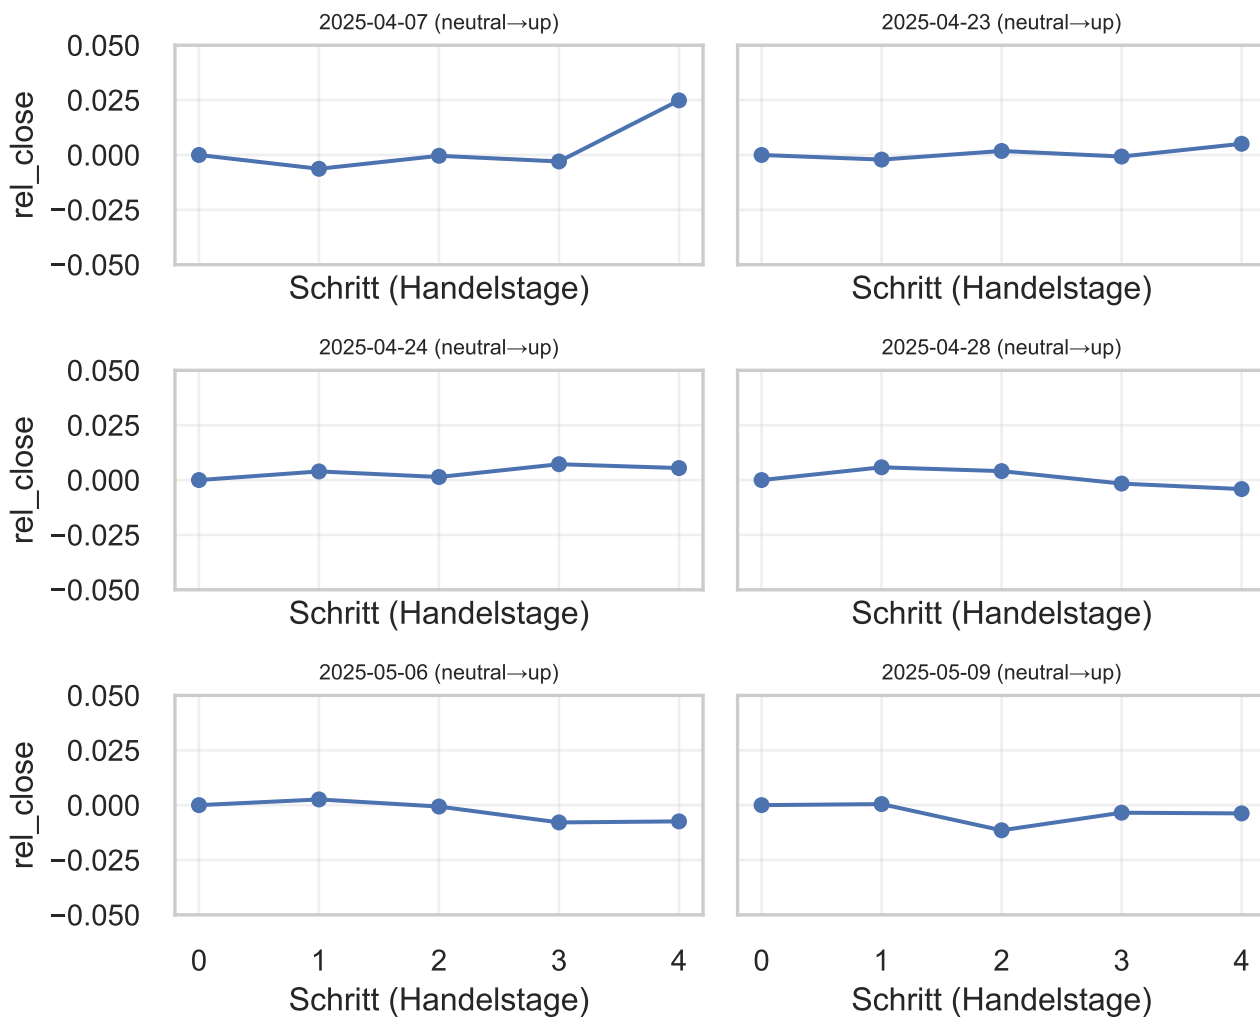 2025-04-07 (neutral→up)
2025-04-23 (neutral→up)
0.050
0.025
0.000
−0.025
−0.050
rel_close
Schritt (Handelstage)
Schritt (Handelstage)
2025-04-24 (neutral→up)
2025-04-28 (neutral→up)
0.050
0.025
0.000
−0.025
−0.050
rel_close
Schritt (Handelstage)
Schritt (Handelstage)
2025-05-06 (neutral→up)
2025-05-09 (neutral→up)
0.050
0.025
0.000
−0.025
−0.050
rel_close
0 1 2 3 4
0 1 2 3 4
Schritt (Handelstage)
Schritt (Handelstage)